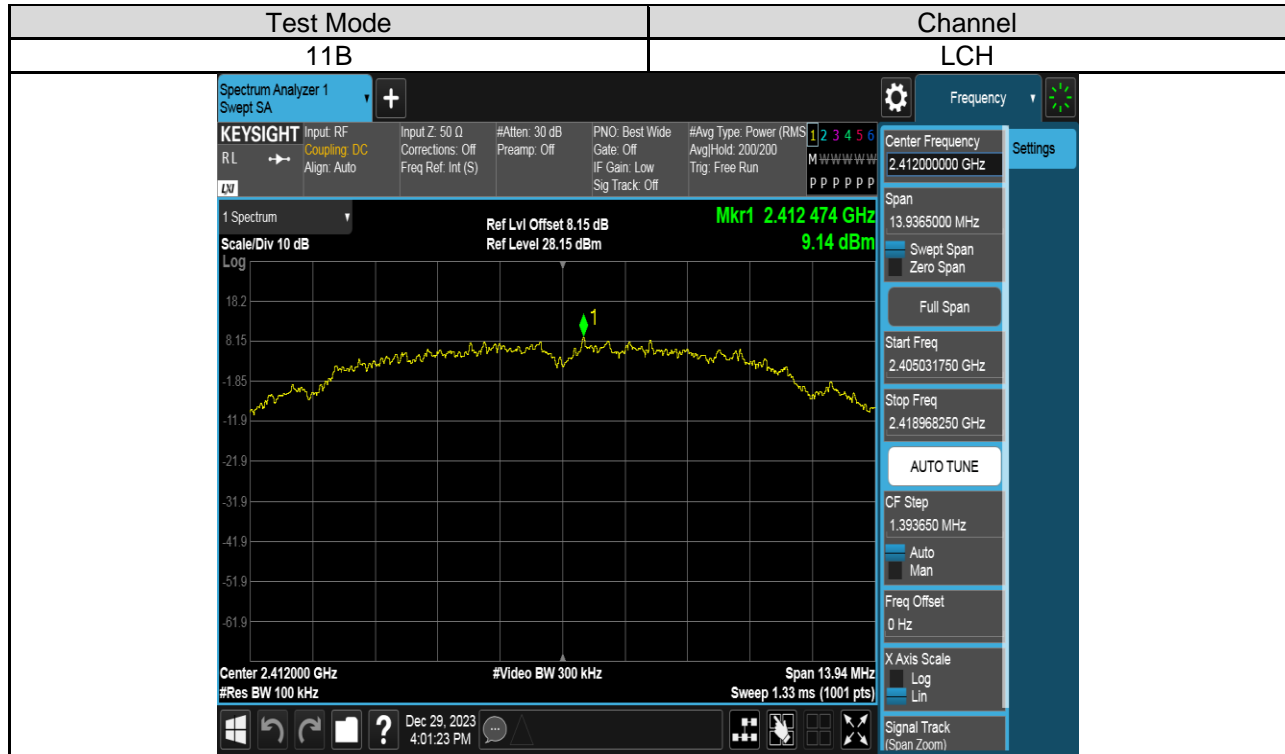 Test Mode Channel
11B LCH
Spectrum Analyzer 1
Swept SA
+
Frequency
KEYSIGHT
RL
LXI
Input: RF
Coupling: DC
Align: Auto
Input Z: 50 Ω
Corrections: Off
Freq Ref: Int (S)
#Atten: 30 dB
Preamp: Off
PNO: Best Wide
Gate: Off
IF Gain: Low
Sig Track: Off
#Avg Type: Power (RMS
Avg|Hold: 200/200
Trig: Free Run
1 2 3 4 5 6
M W W W W W
P P P P P P
1 Spectrum
Scale/Div 10 dB
Ref Lvl Offset 8.15 dB
Ref Level 28.15 dBm
Mkr1 2.412 474 GHz
9.14 dBm
Log
18.2
8.15
-1.85
-11.9
-21.9
-31.9
-41.9
-51.9
-61.9
1
Center 2.412000 GHz
#Res BW 100 kHz
#Video BW 300 kHz
Span 13.94 MHz
Sweep 1.33 ms (1001 pts)
?
Dec 29, 2023
4:01:23 PM
Center Frequency
2.412000000 GHz
Span
13.9365000 MHz
Swept Span
Zero Span
Full Span
Start Freq
2.405031750 GHz
Stop Freq
2.418968250 GHz
AUTO TUNE
CF Step
1.393650 MHz
Auto
Man
Freq Offset
0 Hz
X Axis Scale
Log
Lin
Signal Track
(Span Zoom)
Settings